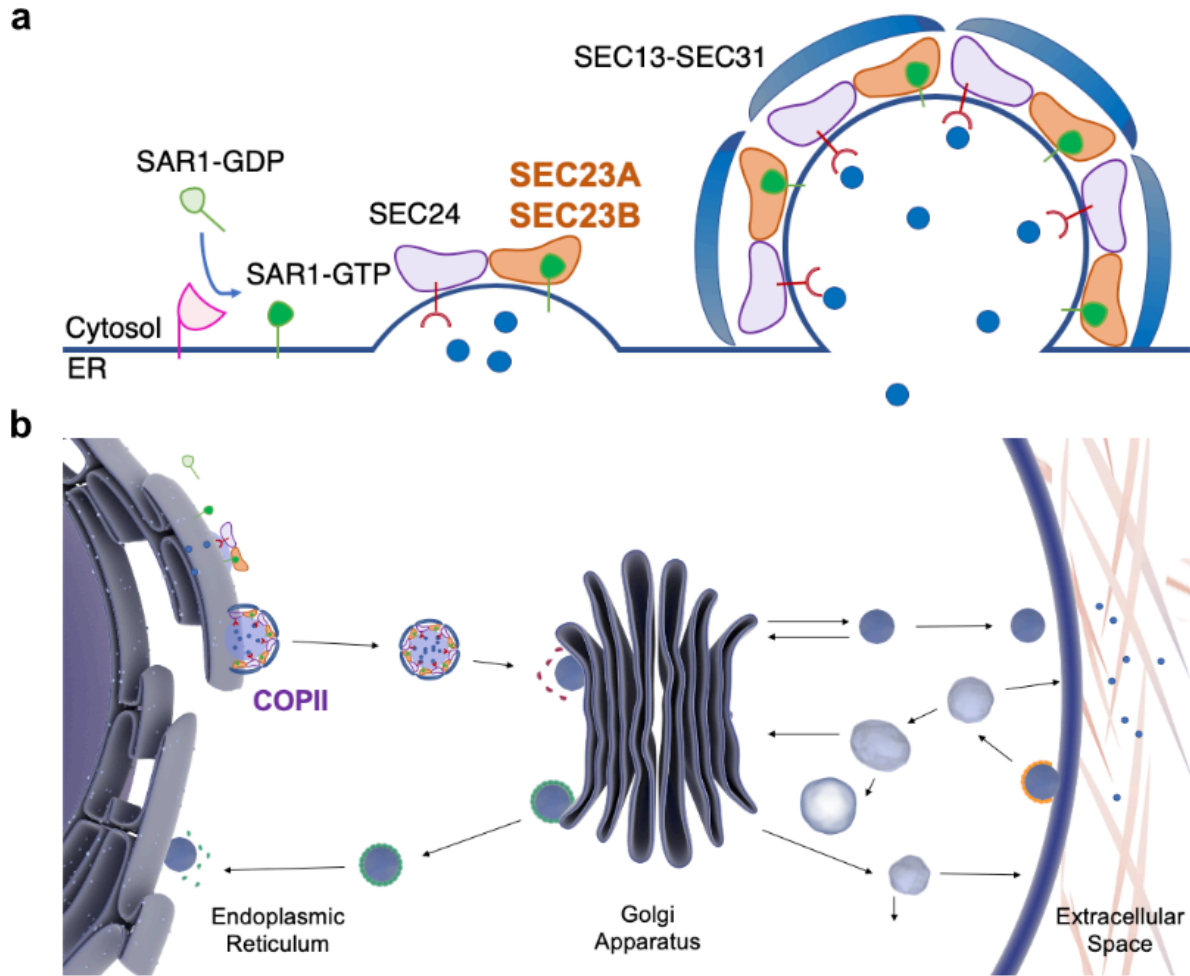 a
SEC13-SEC31
SAR1-GDP
SEC23A
SEC23B
SEC24
SAR1-GTP
Cytosol
ER
b
COPII
Endoplasmic
Reticulum
Golgi
Apparatus
Extracellular
Space